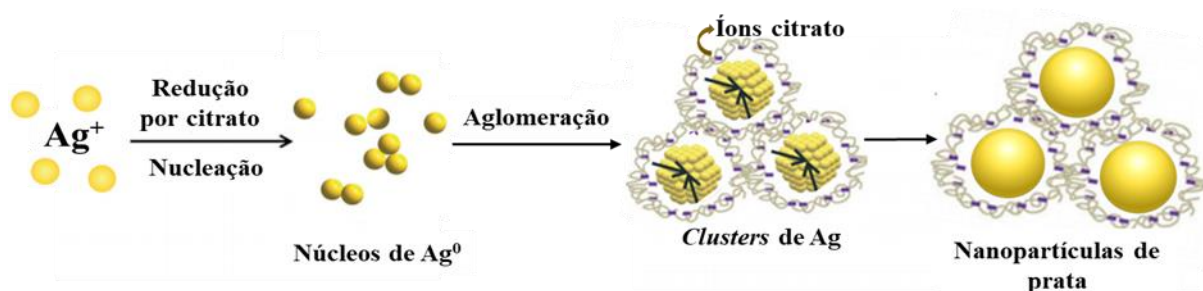 Ag⁺
Redução
por citrato
Nucleação
Núcleos de Ag⁰
Aglomeração
Íons citrato
Clusters de Ag
Nanopartículas de
prata